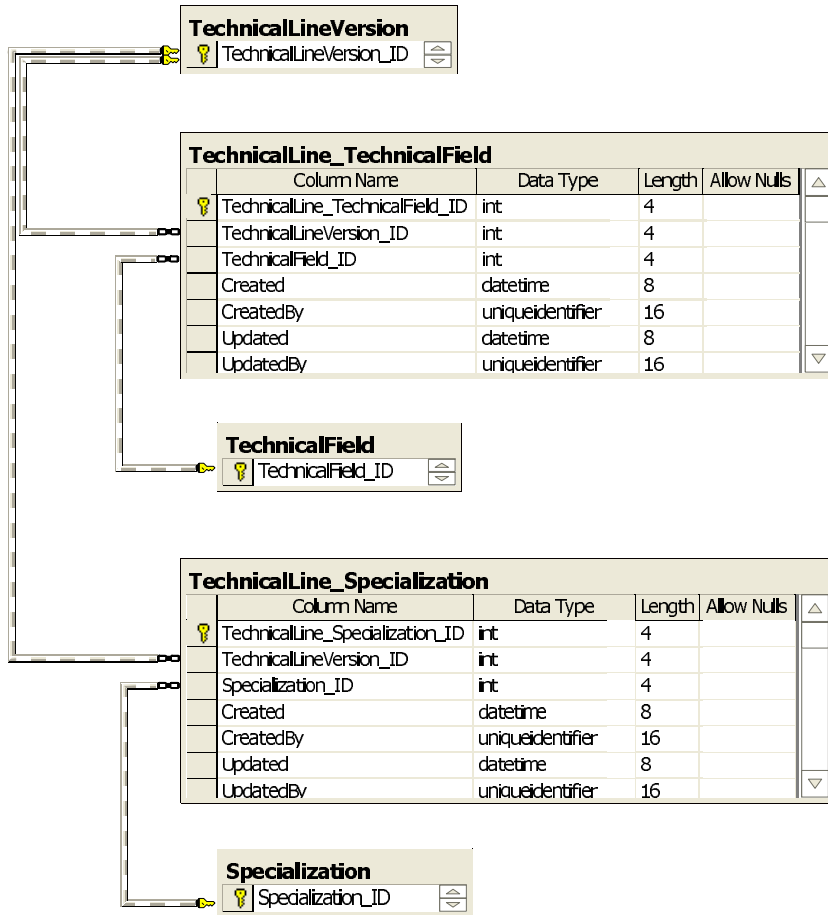 TechnicalLineVersion
TechnicalLineVersion_ID
TechnicalLine_TechnicalField
Column Name Data Type Length Allow Nulls
TechnicalLine_TechnicalField_ID int 4
TechnicalLineVersion_ID int 4
TechnicalField_ID int 4
Created datetime 8
CreatedBy uniqueidentifier 16
Updated datetime 8
UpdatedBy uniqueidentifier 16
TechnicalField
TechnicalField_ID
TechnicalLine_Specialization
Column Name Data Type Length Allow Nulls
TechnicalLine_Specialization_ID int 4
TechnicalLineVersion_ID int 4
Specialization_ID int 4
Created datetime 8
CreatedBy uniqueidentifier 16
Updated datetime 8
UpdatedBy uniqueidentifier 16
Specialization
Specialization_ID